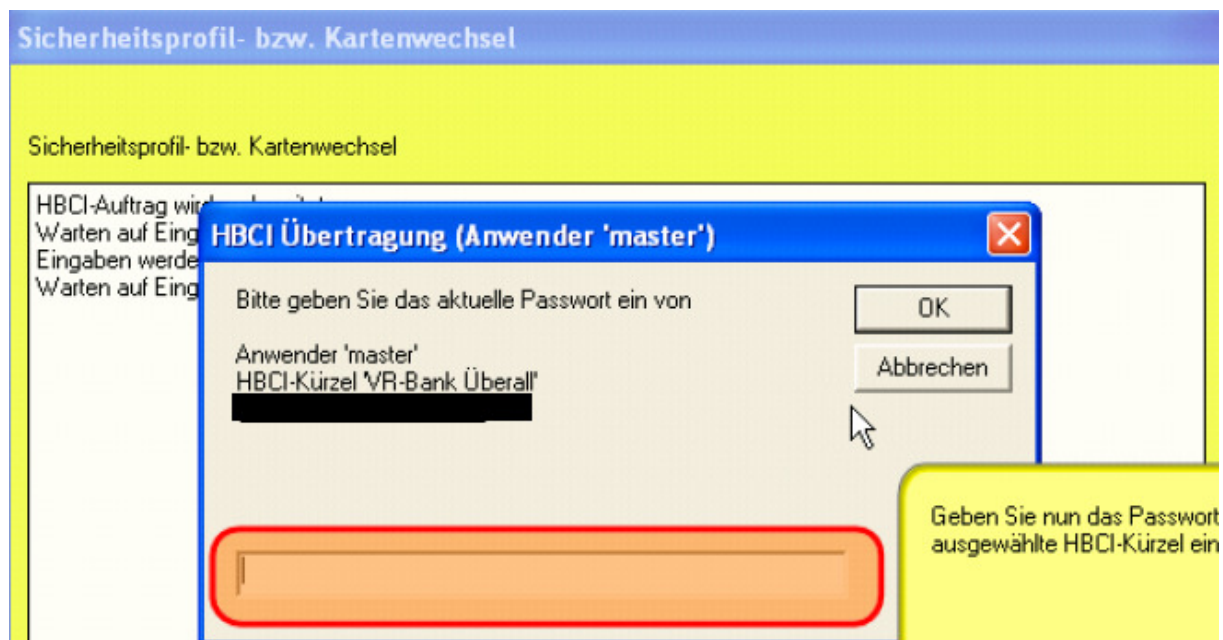 Sicherheitsprofil- bzw. Kartenwechsel
Sicherheitsprofil- bzw. Kartenwechsel
HBCI-Auftrag
Warten auf Eing
Eingaben werde
Warten auf Eing
HBCI Übertragung (Anwender 'master')
Bitte geben Sie das aktuelle Passwort ein von
Anwender 'master'
HBCI-Kürzel 'VR-Bank Überall'
OK
Abbrechen
Geben Sie nun das Passwort
ausgewählte HBCI-Kürzel ein